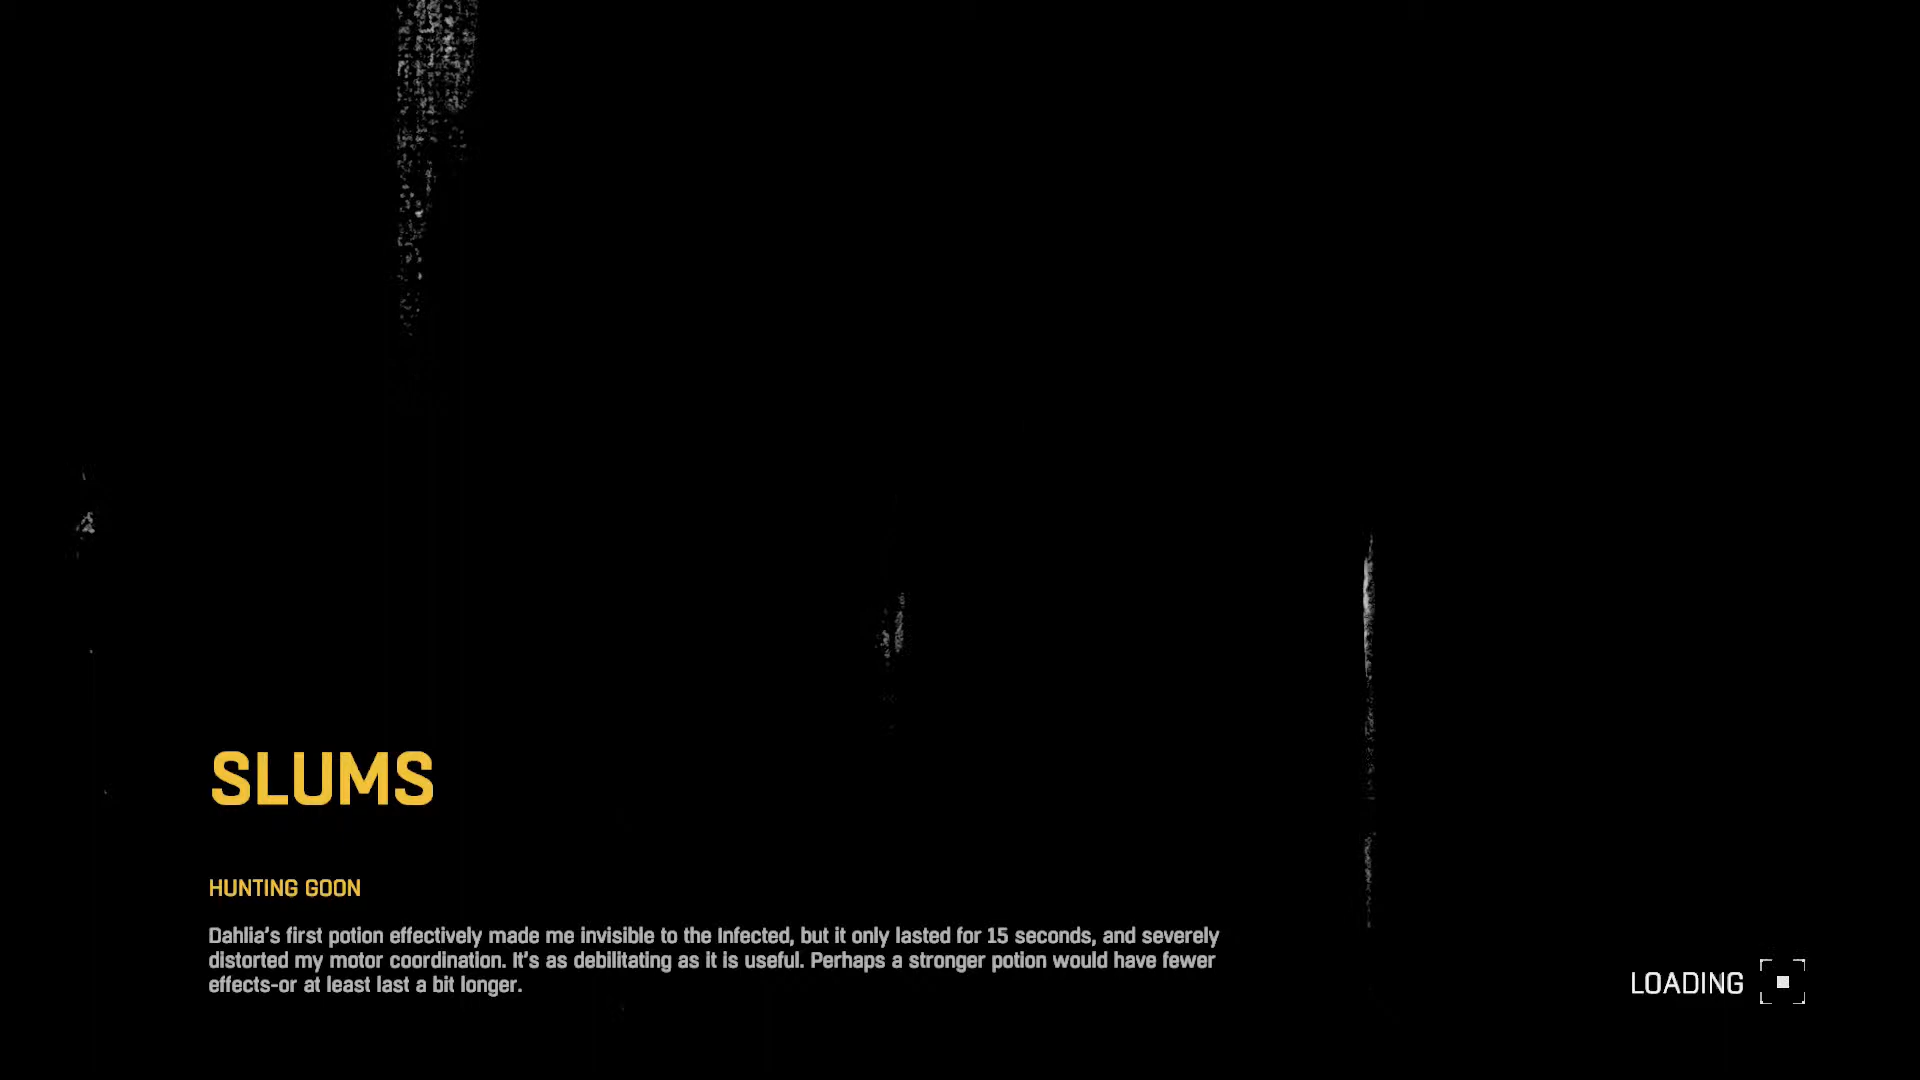 SLUMS
HUNTING GOON
Dahlia's first potion effectively made me invisible to the Infected, but it only lasted for 15 seconds, and severely
distorted my motor coordination. It's as debilitating as it is useful. Perhaps a stronger potion would have fewer
effects-or at least last a bit longer.
LOADING